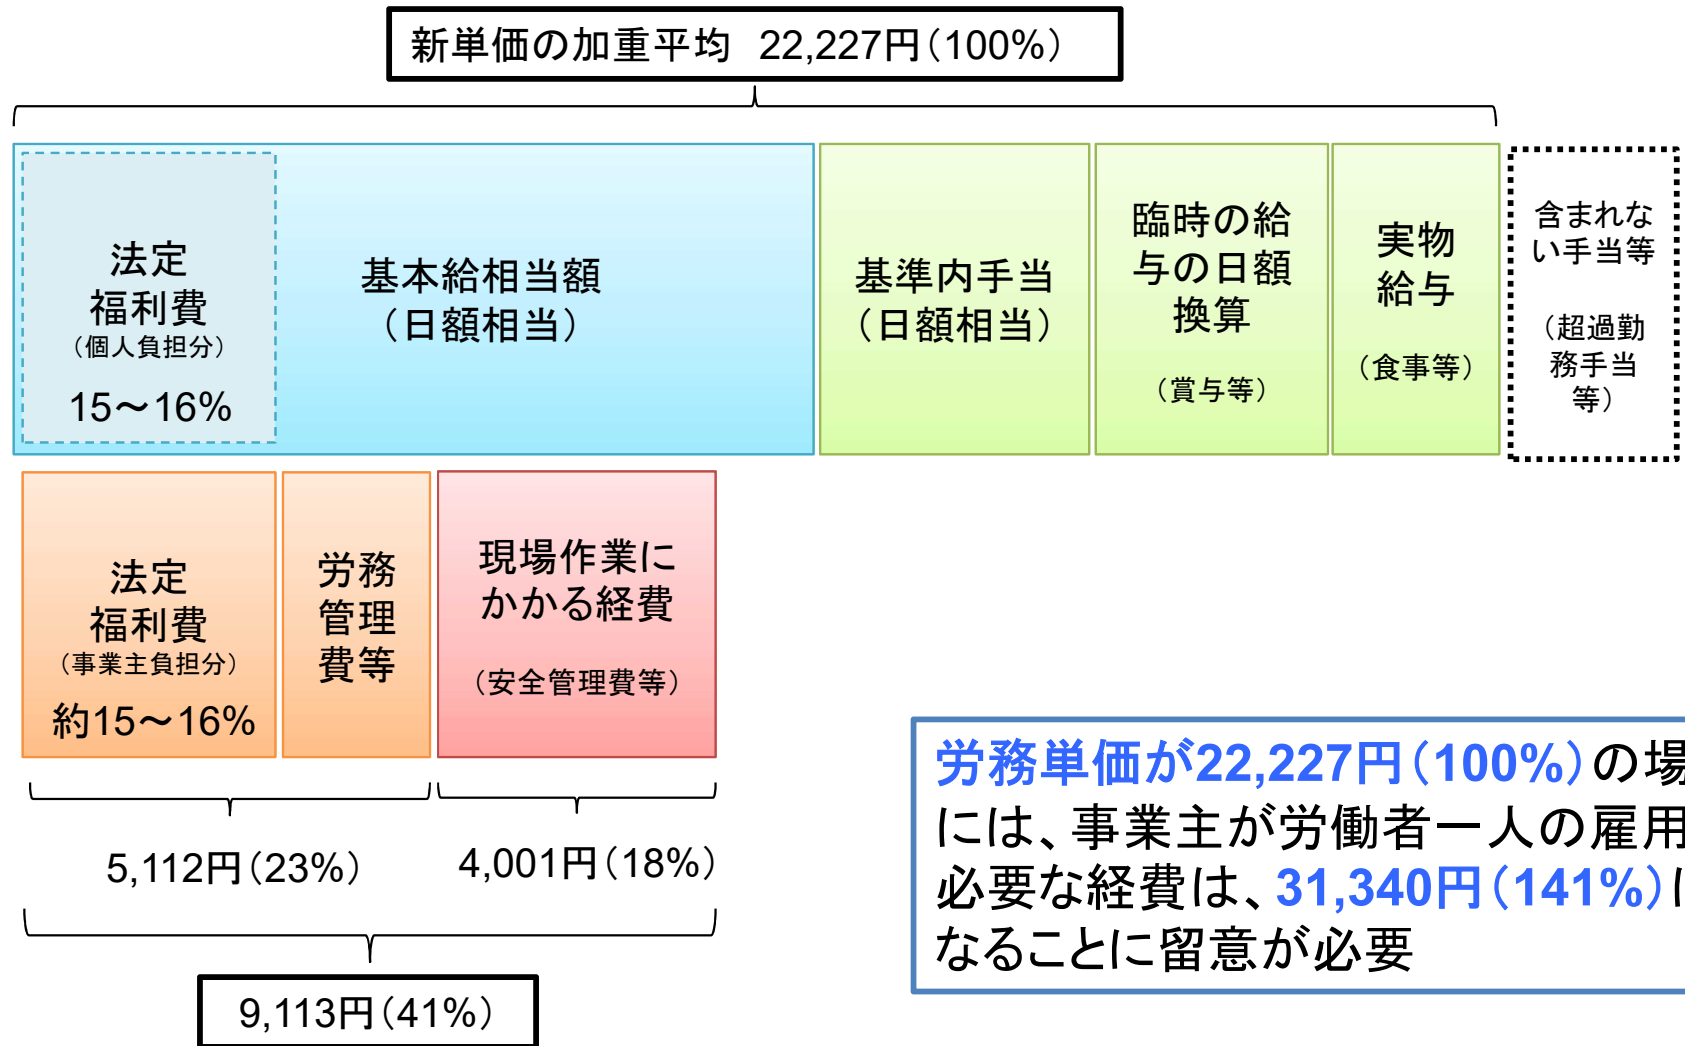 新単価の加重平均 22,227円（100%）
法定
福利費
（個人負担分）
15～16%
基本給相当額
（日額相当）
基準内手当
（日額相当）
臨時の給
与の日額
換算
（賞与等）
実物
給与
（食事等）
含まれな
い手当等
（超過勤
務手当
等）
法定
福利費
（事業主負担分）
約15～16%
労務
管理
費等
現場作業に
かかる経費
（安全管理費等）
5,112円（23%）
4,001円（18%）
9,113円（41%）
労務単価が22,227円（100%）の場
には、事業主が労働者一人の雇用
必要な経費は、31,340円（141%）
なることに留意が必要